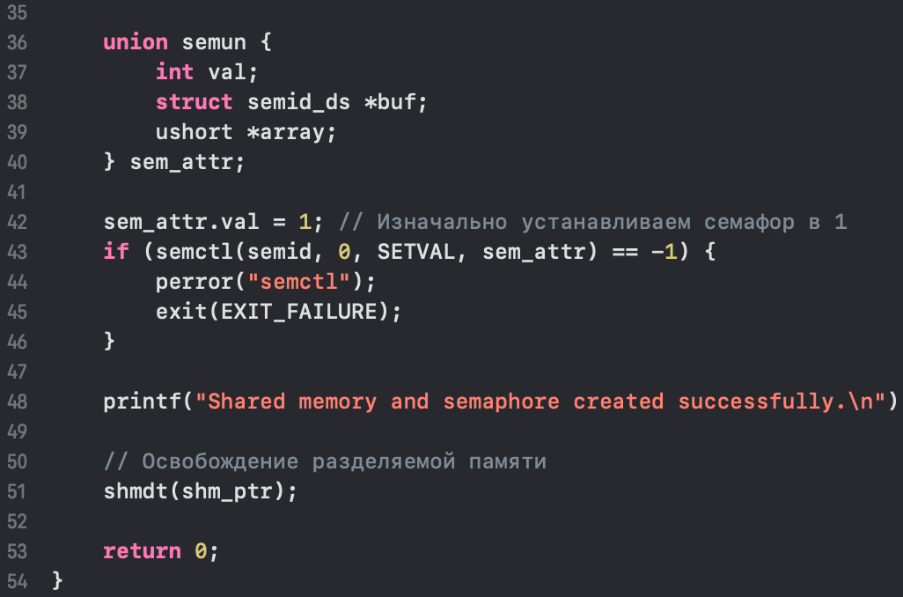 35
36 union semun {
37 int val;
38 struct semid_ds *buf;
39 ushort *array;
40 } sem_attr;
41
42 sem_attr.val = 1; // Изначально устанавливаем семафор в 1
43 if (semctl(semid, 0, SETVAL, sem_attr) == -1) {
44 perror("semctl");
45 exit(EXIT_FAILURE);
46 }
47
48 printf("Shared memory and semaphore created successfully.\n")
49
50 // Освобождение разделяемой памяти
51 shmdt(shm_ptr);
52
53 return 0;
54 }